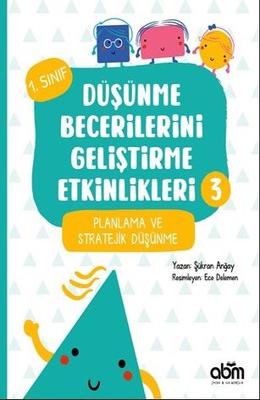 1. SINIF
DÜŞÜNME
BECERİLERİNİ
GELİŞTİRME
ETKİNLİKLERİ 3
PLANLAMA VE
STRATEJİK DÜŞÜNME
Yazan: Şükran Arığay
Resimleyen: Ece Delemen
abm